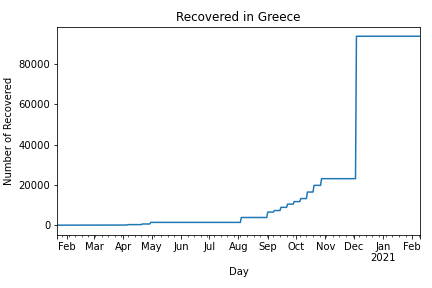 Recovered in Greece
80000
60000
40000
20000
0
Number of Recovered
Feb Mar Apr May Jun Jul Aug Sep Oct Nov Dec Jan Feb
2021
Day